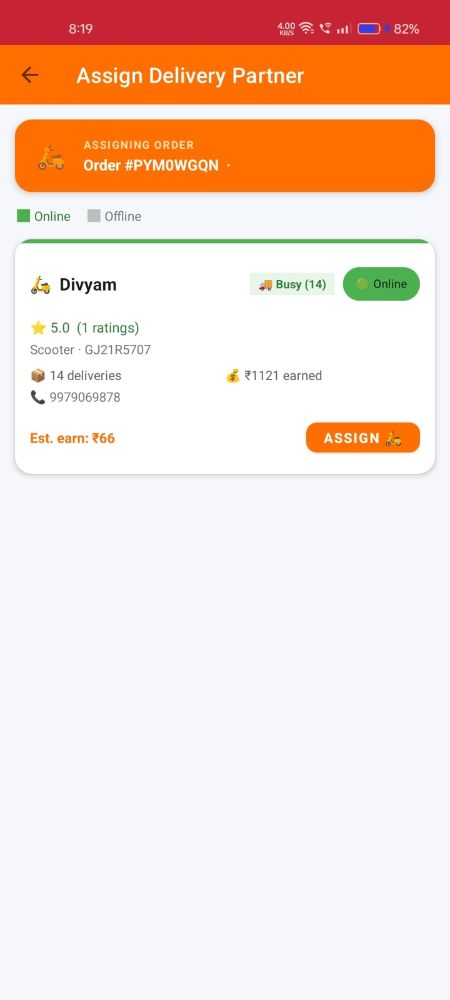 8:19 4.00 KB/S 82%
Assign Delivery Partner
ASSIGNING ORDER
Order #PYM0WGQN ·
Online Offline
Divyam 🚚 Busy (14) 🟢 Online
⭐ 5.0 (1 ratings)
Scooter · GJ21R5707
📦 14 deliveries 💰 ₹1121 earned
📞 9979069878
Est. earn: ₹66 ASSIGN 🛵